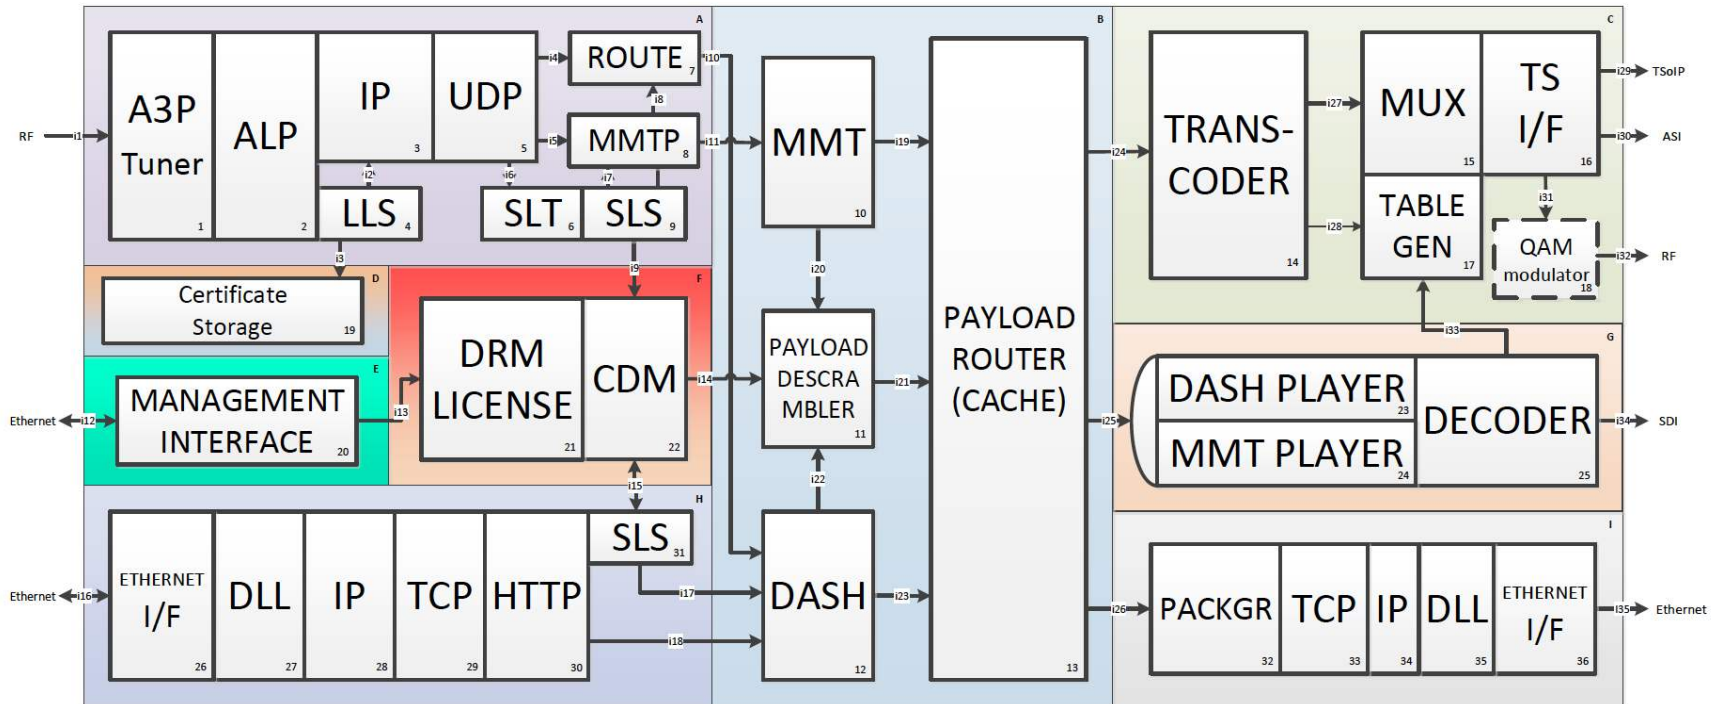 A
RF
i1
A3P
Tuner
1
ALP
2
IP
3
UDP
5
i4
ROUTE
7
i10
i8
i5
MMTP
8
i11
i2
i6
i7
LLS
4
SLT
6
SLS
9
i3
i9
B
MMT
10
i19
i20
PAYLOAD
DESCRA
MBLER
11
i21
i22
DASH
12
i23
PAYLOAD
ROUTER
(CACHE)
13
C
i24
TRANS-
CODER
14
i27
i28
MUX
15
TS
I/F
16
TABLE
GEN
17
i29
TSoIP
i30
ASI
i31
QAM
modulator
18
i32
RF
i33
D
Certificate
Storage
19
E
Ethernet
i12
MANAGEMENT
INTERFACE
20
i13
F
DRM
LICENSE
21
CDM
22
i14
i15
G
i25
DASH PLAYER
23
MMT PLAYER
24
DECODER
25
i34
SDI
H
Ethernet
i16
ETHERNET
I/F
26
DLL
27
IP
28
TCP
29
HTTP
30
SLS
31
i17
i18
I
i26
PACKGR
32
TCP
33
IP
34
DLL
35
ETHERNET
I/F
36
I35
Ethernet